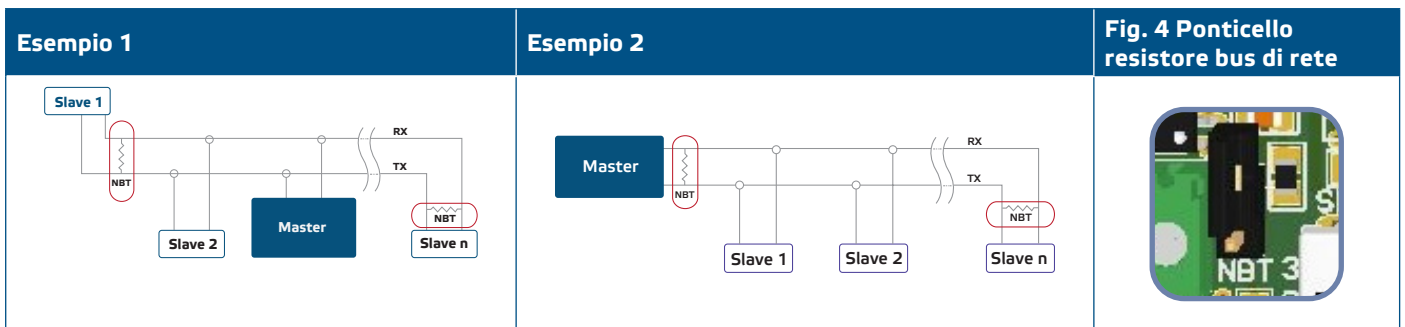 Esempio 1
Slave 1
RX
TX
NBT
NBT
Slave 2
Master
Slave n
Esempio 2
Master
RX
TX
NBT
NBT
Slave 1
Slave 2
Slave n
Fig. 4 Ponticello
resistore bus di rete
NBT 3